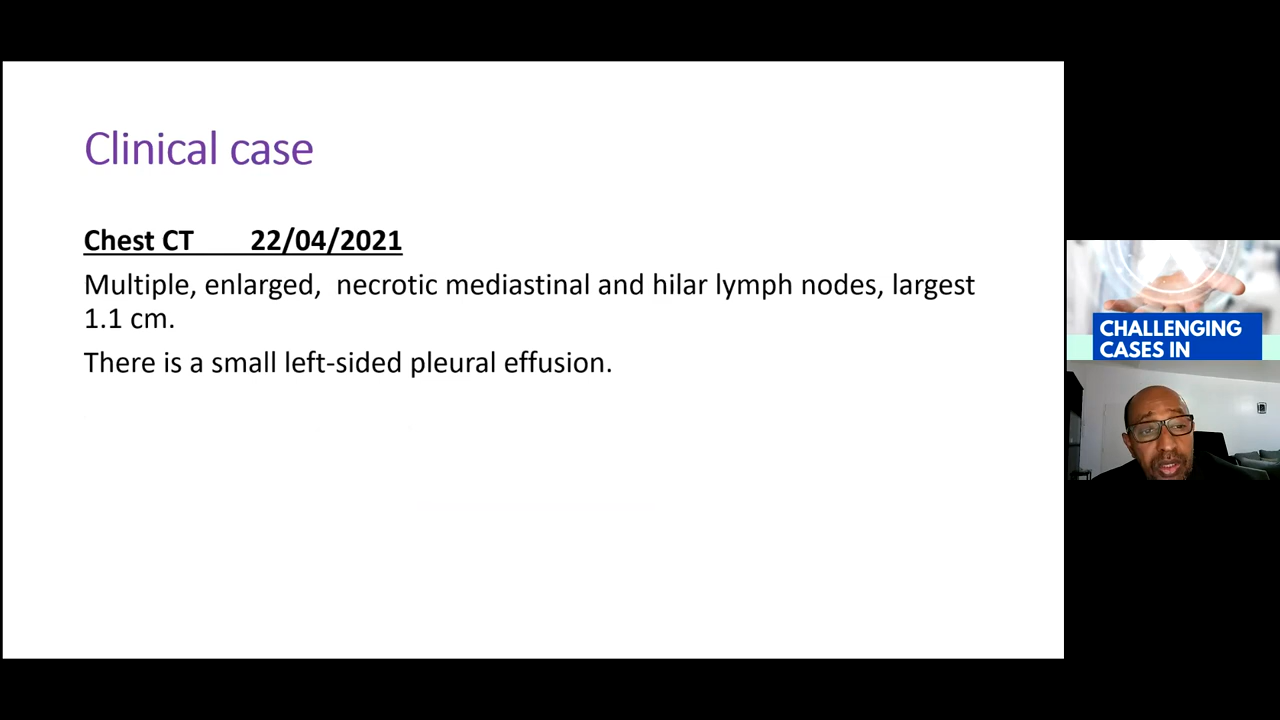 Clinical case
Chest CT 22/04/2021
Multiple, enlarged, necrotic mediastinal and hilar lymph nodes, largest
1.1 cm.
There is a small left-sided pleural effusion.
CHALLENGING
CASES IN